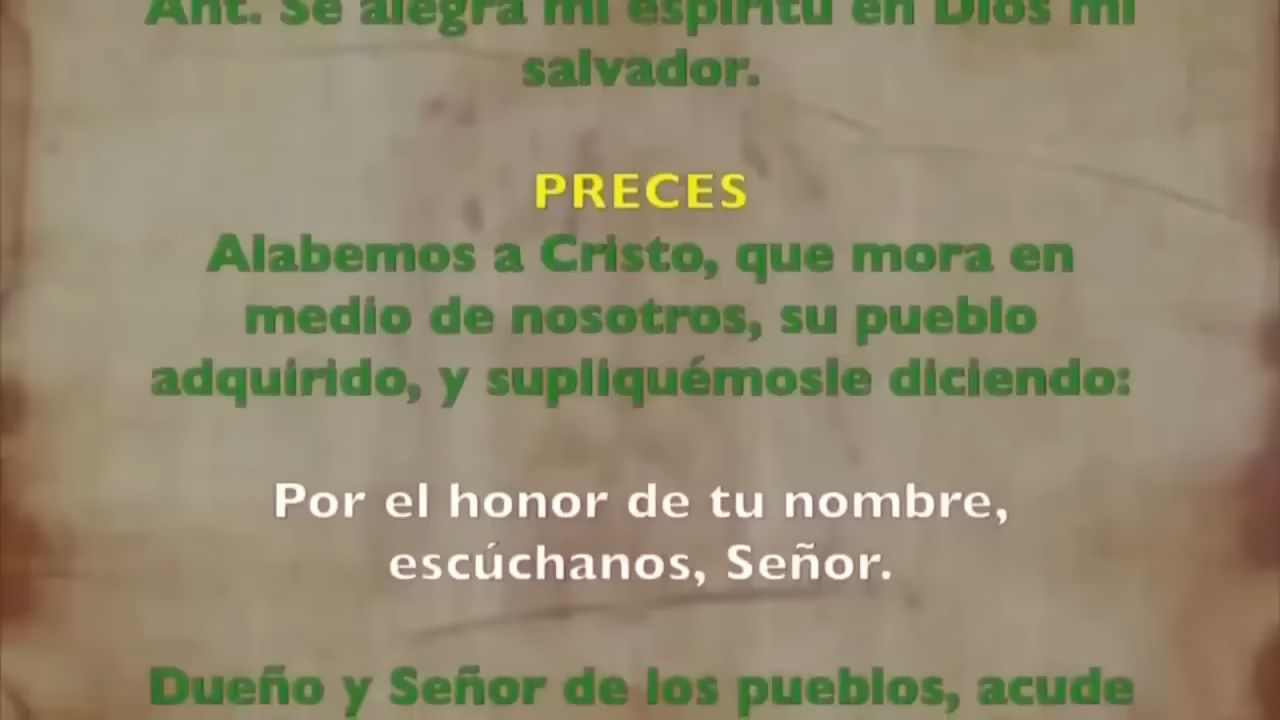 Ant. Se alegra mi espíritu en Dios mi
salvador.
PRECES
Alabemos a Cristo, que mora en
medio de nosotros, su pueblo
adquirido, y supliquémosle diciendo:
Por el honor de tu nombre,
escúchanos, Señor.
Dueño y Señor de los pueblos, acude